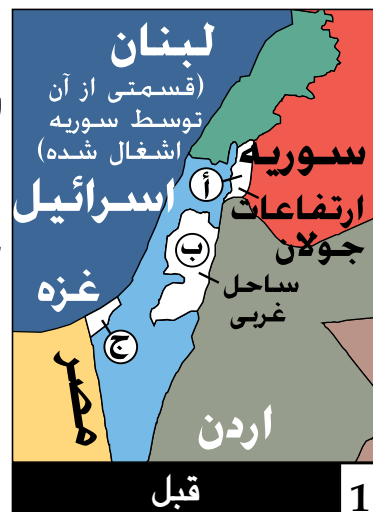 لبنان
(قسمتی از آن
توسط سوریه
اشغال شده)
سوریه
أ
ارتفاعات
جولان
اسرائیل
ب
ساحل
غربی
غزه
ج
مصر
اردن
قبل
1